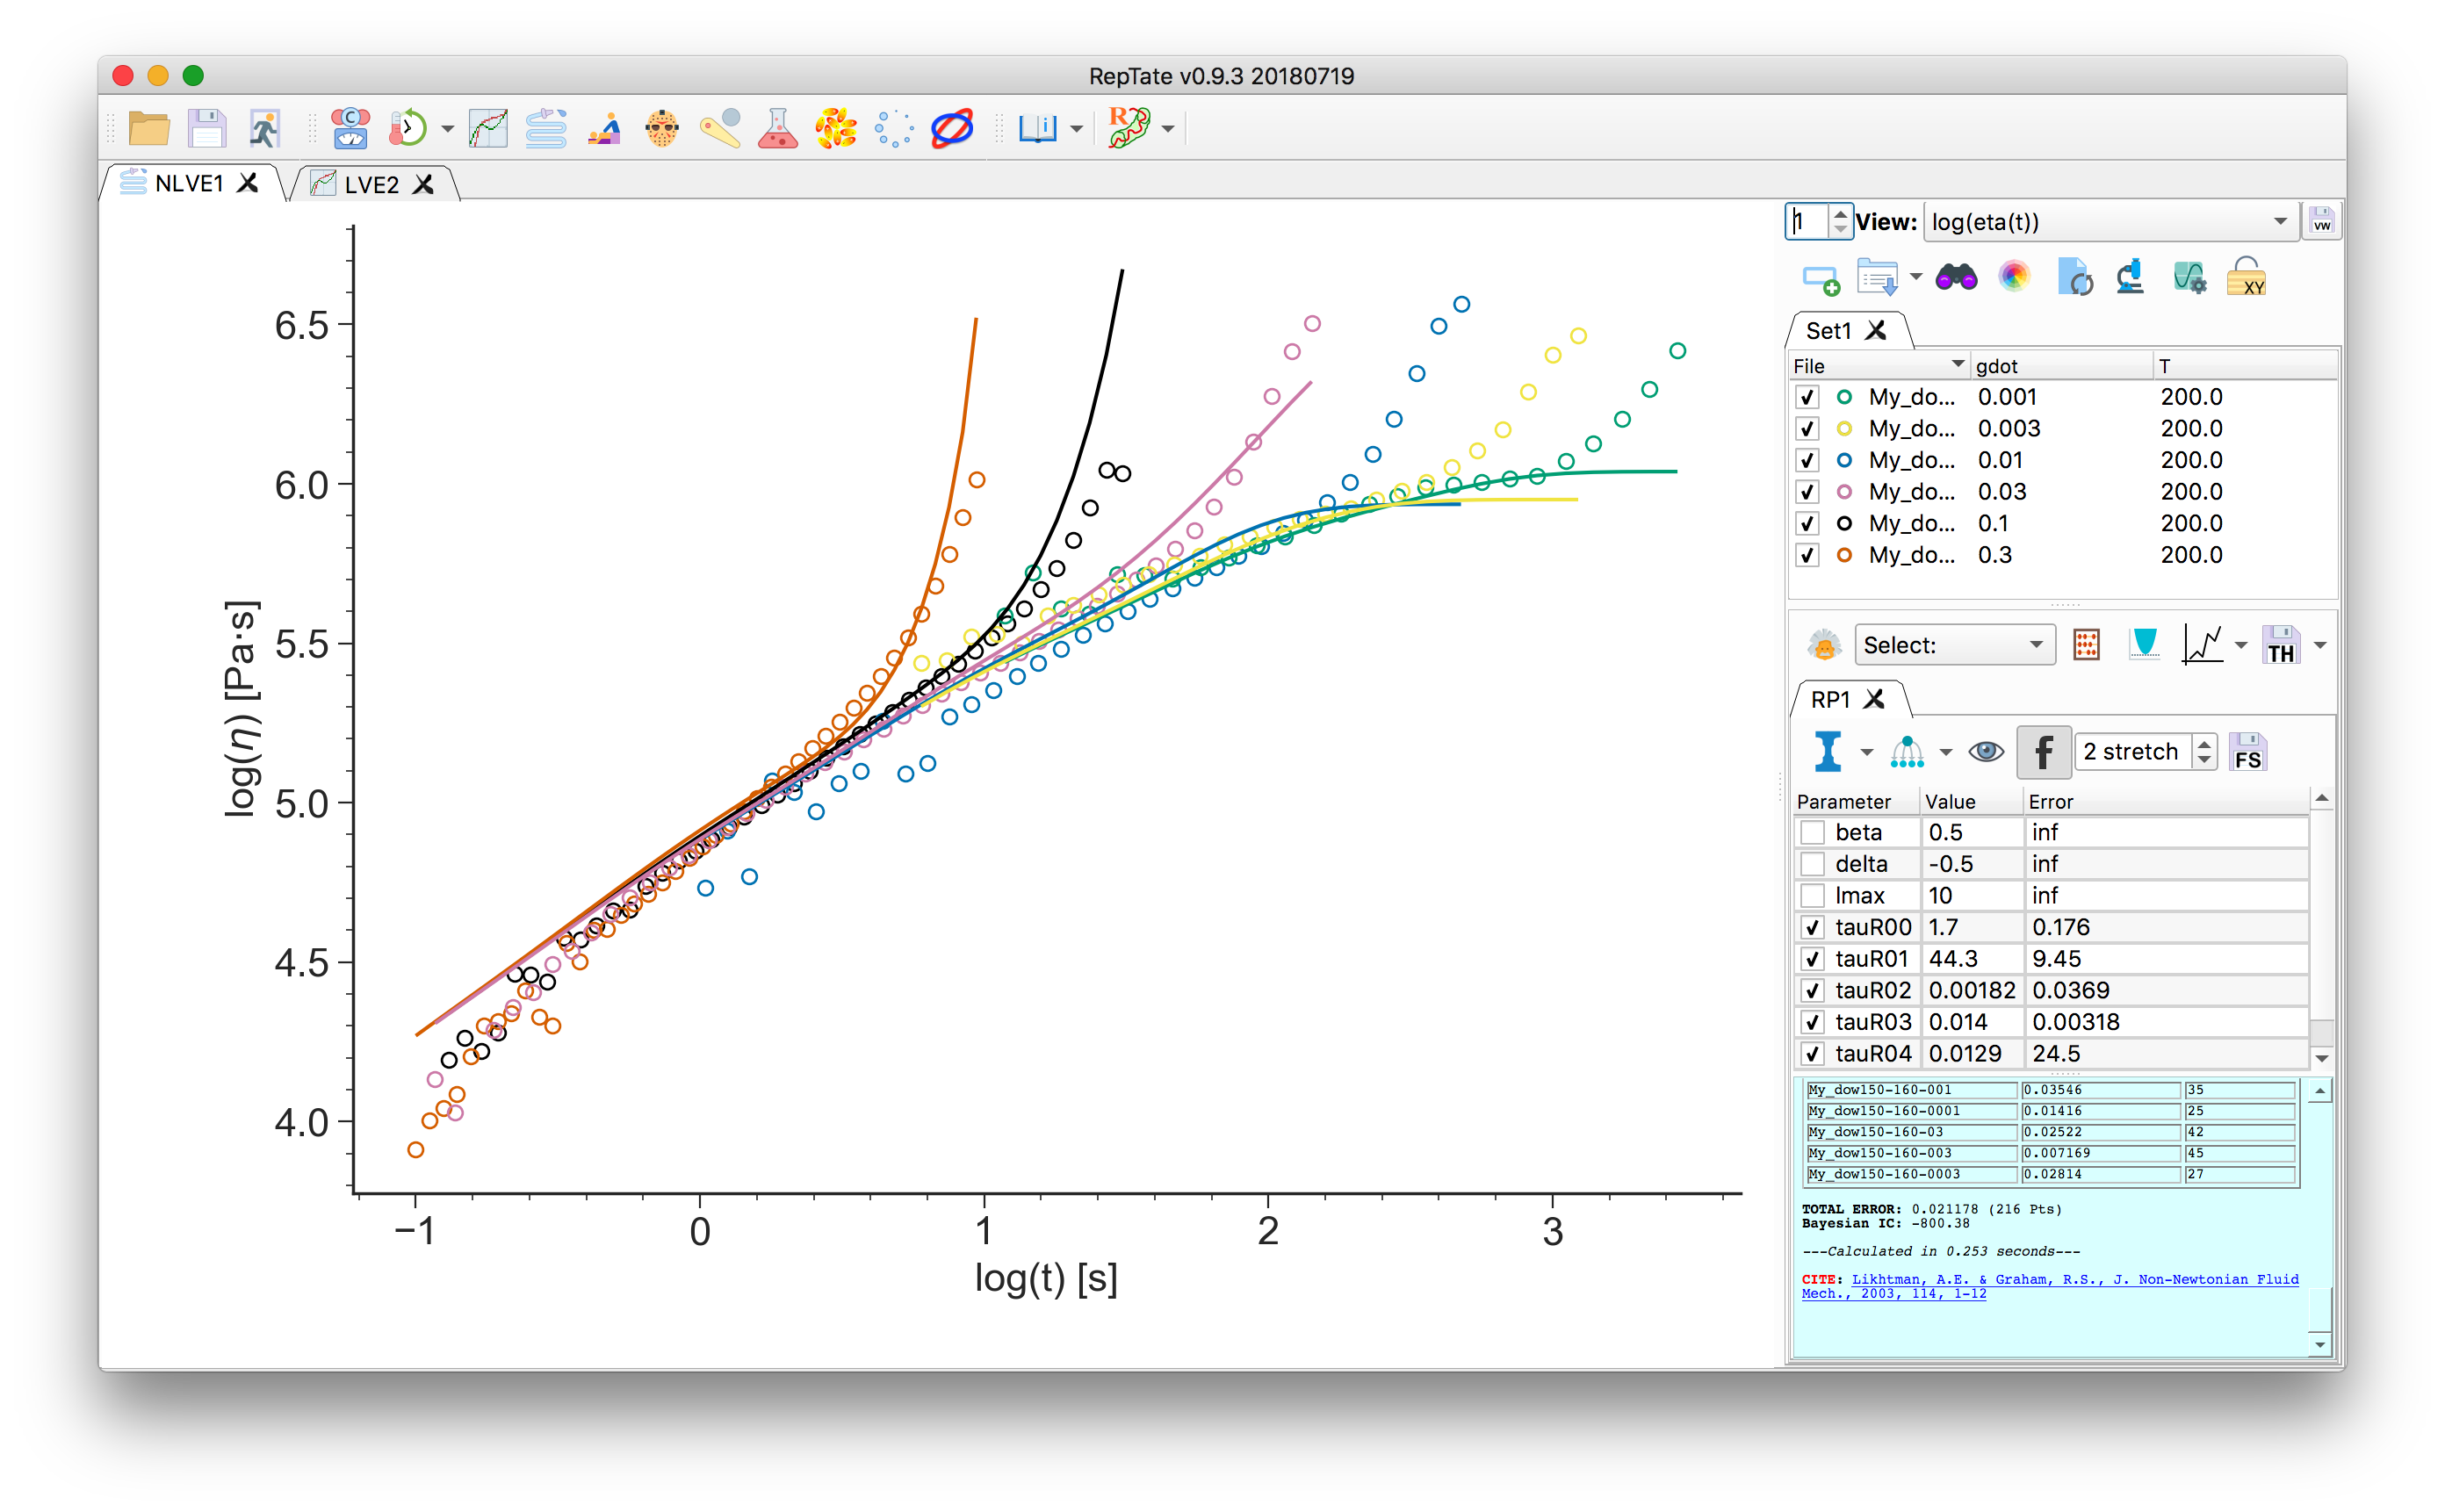 RepTate v0.9.3 20180719
NLVE1
LVE2
1 View: log(eta(t))
VW
XY
Set1
File gdot T
My_do... 0.001 200.0
My_do... 0.003 200.0
My_do... 0.01 200.0
My_do... 0.03 200.0
My_do... 0.1 200.0
My_do... 0.3 200.0
Select:
TH
RP1
f 2 stretch FS
Parameter Value Error
beta 0.5 inf
delta -0.5 inf
lmax 10 inf
tauR00 1.7 0.176
tauR01 44.3 9.45
tauR02 0.00182 0.0369
tauR03 0.014 0.00318
tauR04 0.0129 24.5
My_dow150-160-001 0.03546 35
My_dow150-160-0001 0.01416 25
My_dow150-160-03 0.02522 42
My_dow150-160-003 0.007169 45
My_dow150-160-0003 0.02814 27
TOTAL ERROR: 0.021178 (216 Pts)
Bayesian IC: -800.38
---Calculated in 0.253 seconds---
CITE: Likhtman, A.E. & Graham, R.S., J. Non-Newtonian Fluid
Mech., 2003, 114, 1-12
log(η) [Pa·s]
6.5
6.0
5.5
5.0
4.5
4.0
−1 0 1 2 3
log(t) [s]